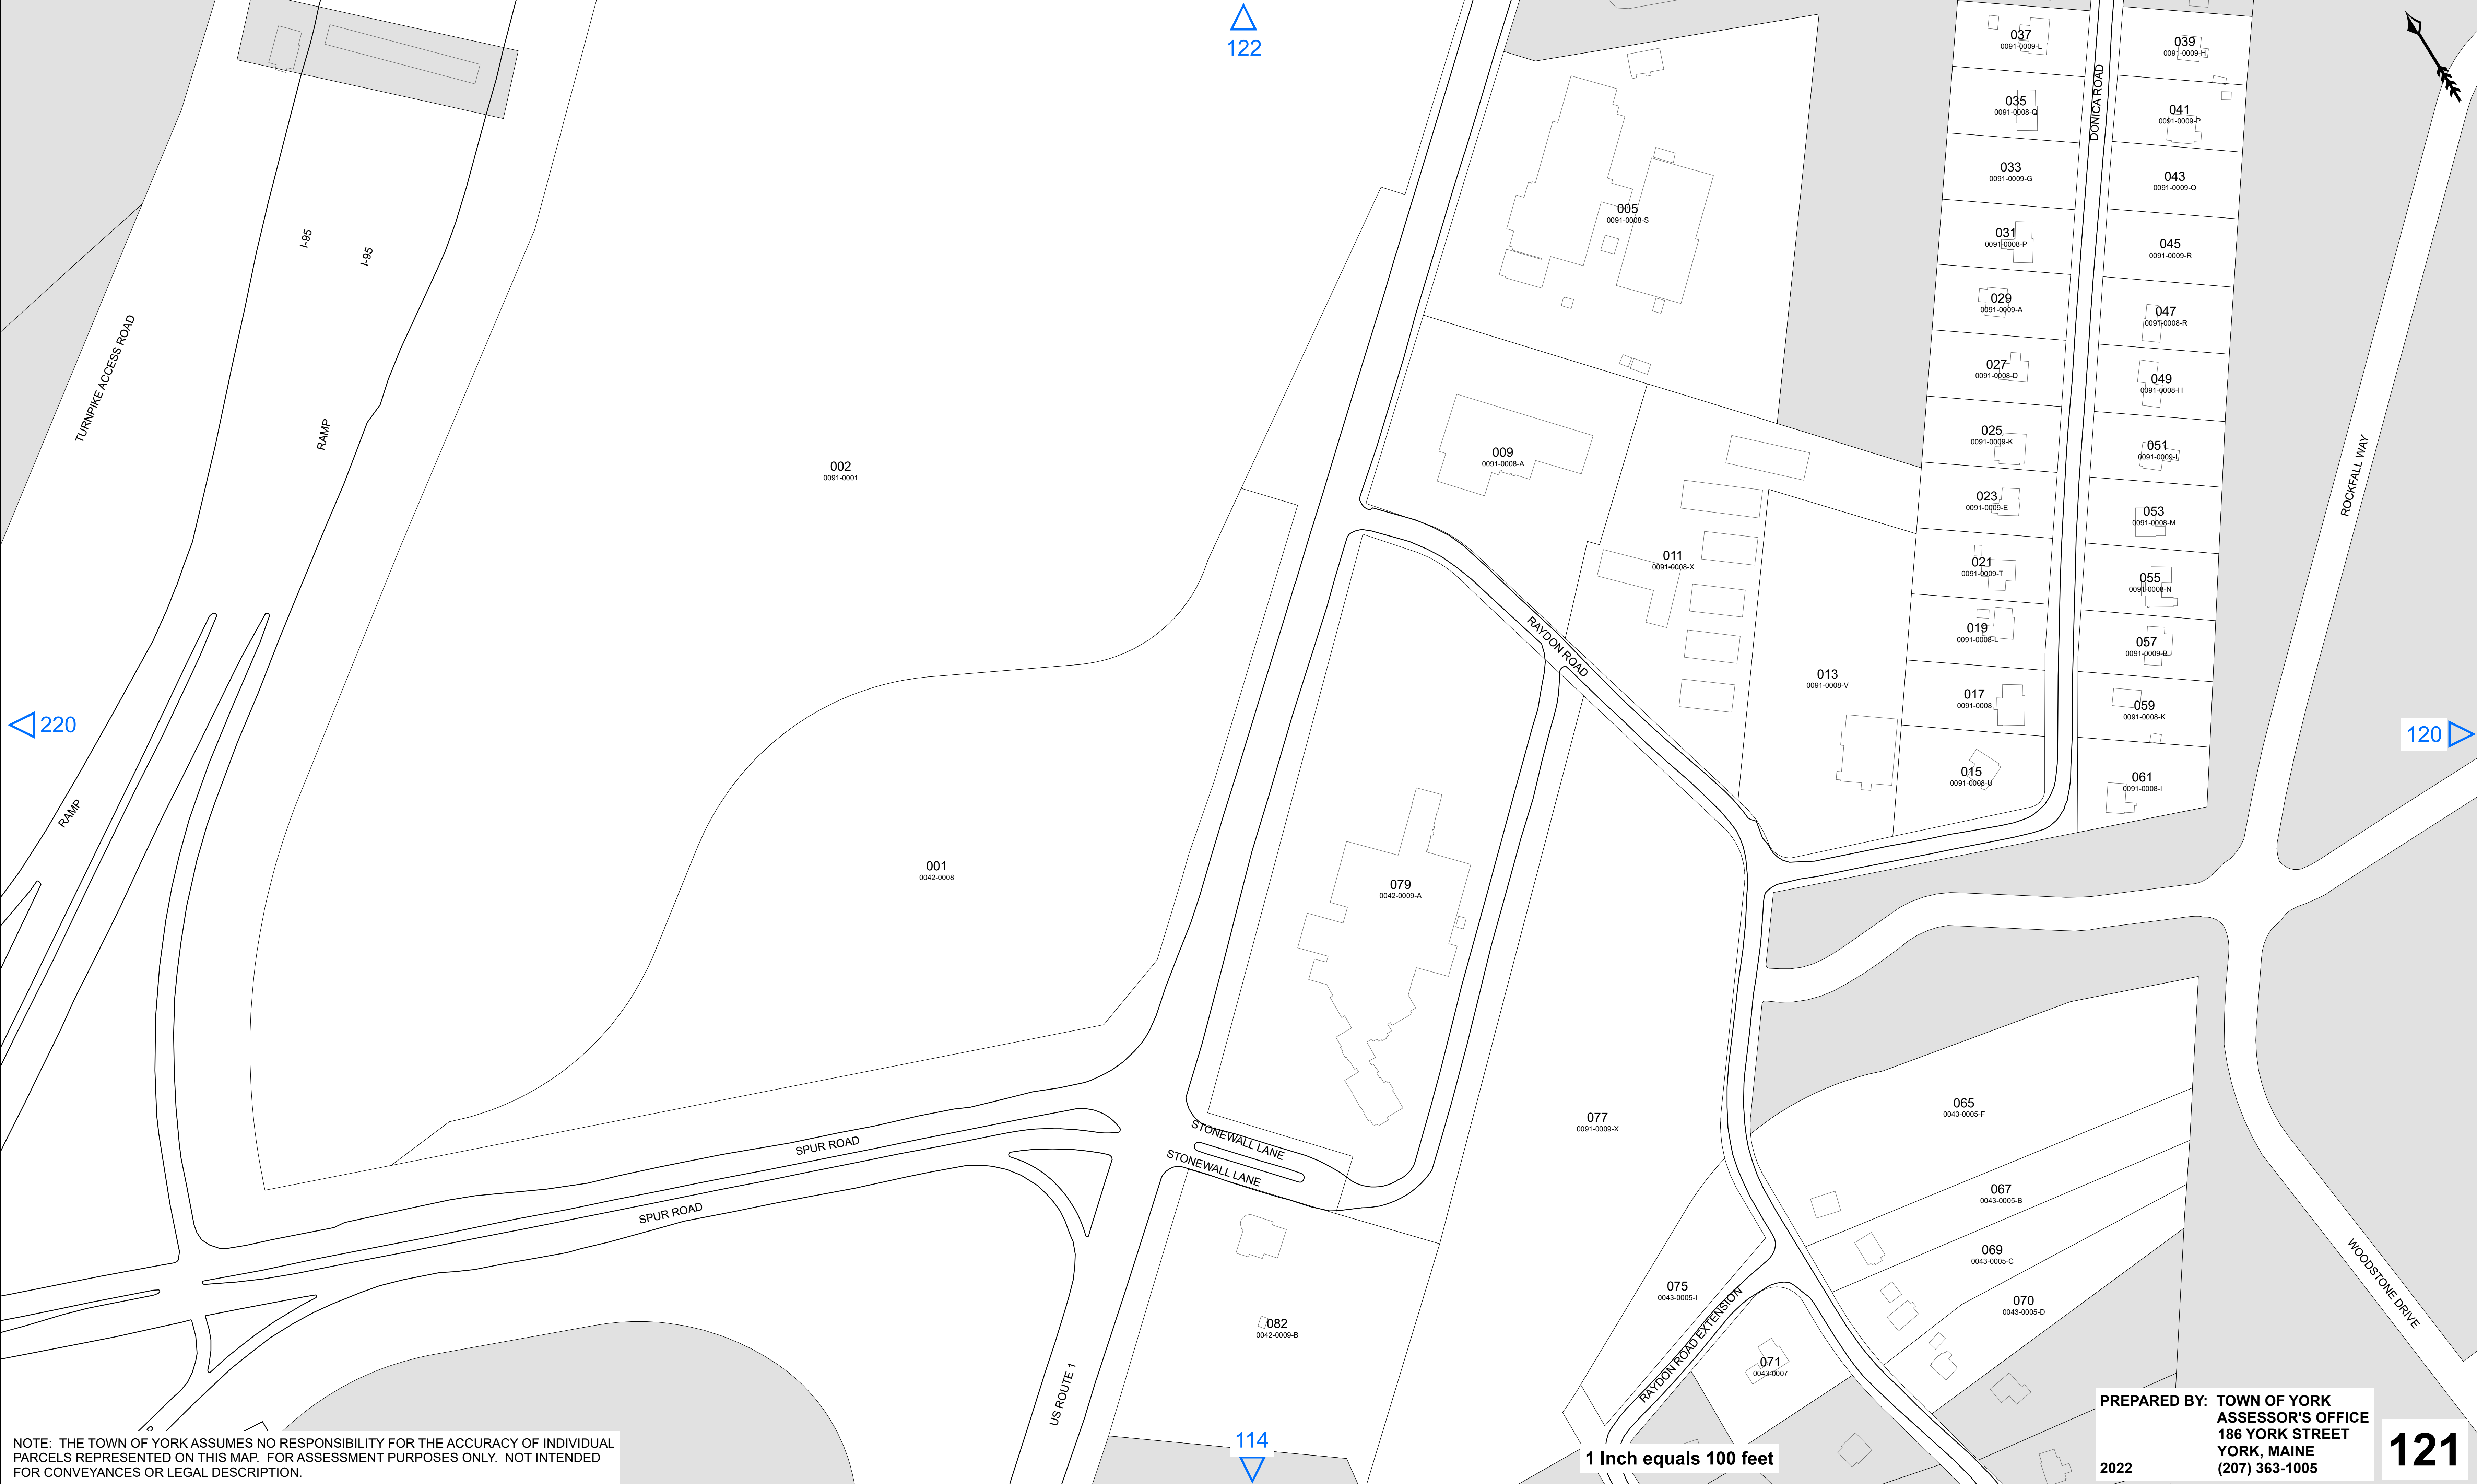 122
037
0091-0009-L
039
0091-0009-H
035
0091-0008-Q
041
0091-0009-P
DONICA ROAD
033
0091-0009-G
043
0091-0009-Q
005
0091-0008-S
I-95
I-95
031
0091-0008-P
045
0091-0009-R
029
0091-0009-A
047
0091-0008-R
TURNPIKE ACCESS ROAD
027
0091-0008-D
049
0091-0008-H
RAMP
025
0091-0009-K
051
0091-0009-I
002
0091-0001
009
0091-0008-A
ROCKFALL WAY
023
0091-0009-E
053
0091-0008-M
011
0091-0008-X
021
0091-0009-T
055
0091-0008-N
RAYDON ROAD
019
0091-0008-L
057
0091-0009-B
013
0091-0008-V
017
0091-0008
059
0091-0008-K
220
120
015
0091-0008-U
061
0091-0008-I
RAMP
001
0042-0008
079
0042-0009-A
065
0043-0005-F
077
0091-0009-X
SPUR ROAD
STONEWALL LANE
STONEWALL LANE
SPUR ROAD
067
0043-0005-B
069
0043-0005-C
075
0043-0005-I
070
0043-0005-D
WOODSTONE DRIVE
082
0042-0009-B
RAYDON ROAD EXTENSION
071
0043-0007
US ROUTE 1
114
NOTE: THE TOWN OF YORK ASSUMES NO RESPONSIBILITY FOR THE ACCURACY OF INDIVIDUAL
PARCELS REPRESENTED ON THIS MAP. FOR ASSESSMENT PURPOSES ONLY. NOT INTENDED
FOR CONVEYANCES OR LEGAL DESCRIPTION.
1 Inch equals 100 feet
PREPARED BY: TOWN OF YORK
ASSESSOR'S OFFICE
186 YORK STREET
YORK, MAINE
2022 (207) 363-1005
121